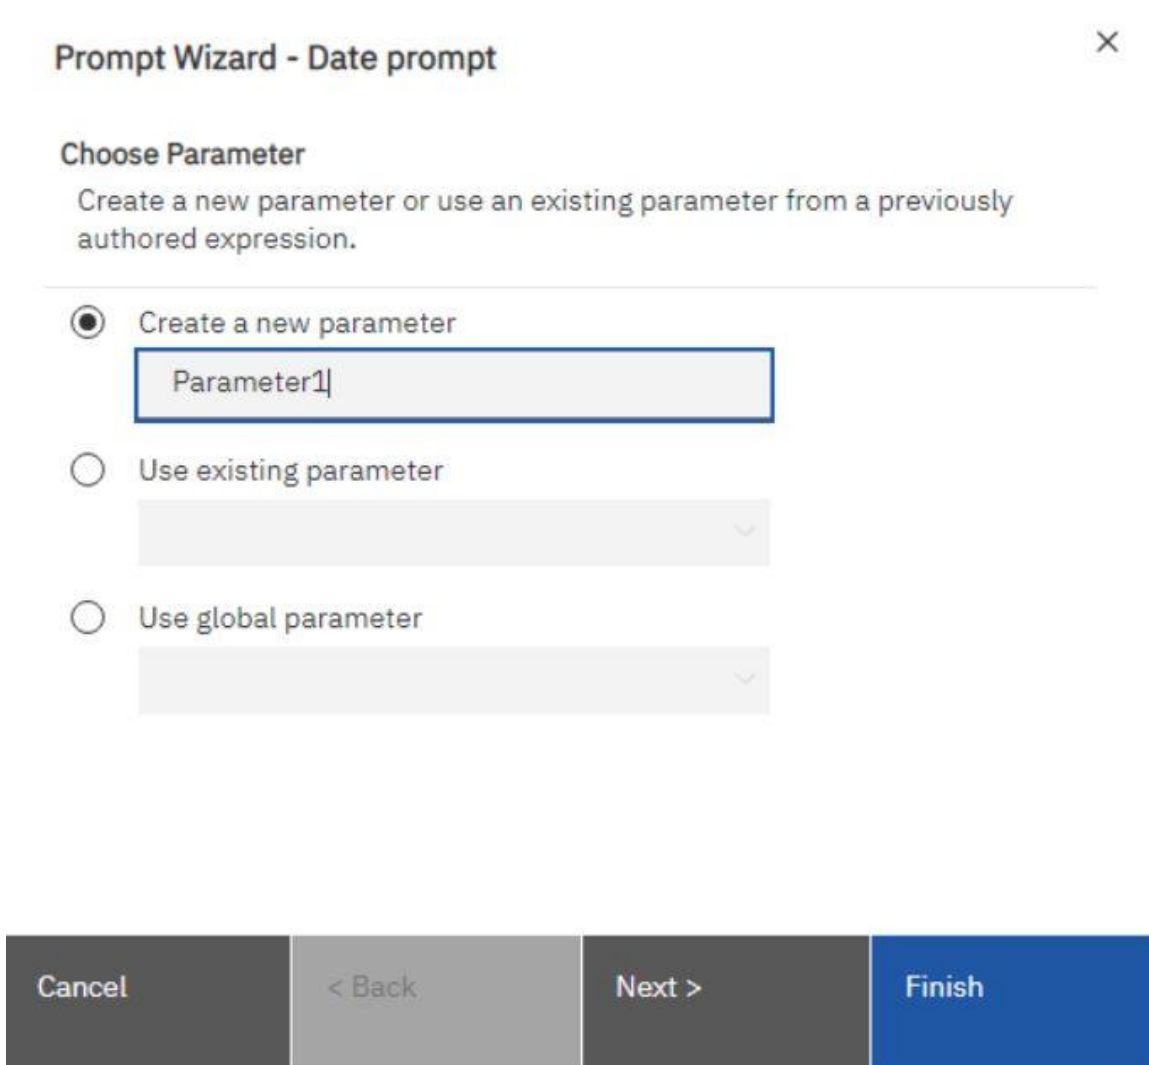 Prompt Wizard - Date prompt
Choose Parameter
Create a new parameter or use an existing parameter from a previously
authored expression.
Create a new parameter
Parameter1
Use existing parameter
Use global parameter
Cancel
< Back
Next >
Finish